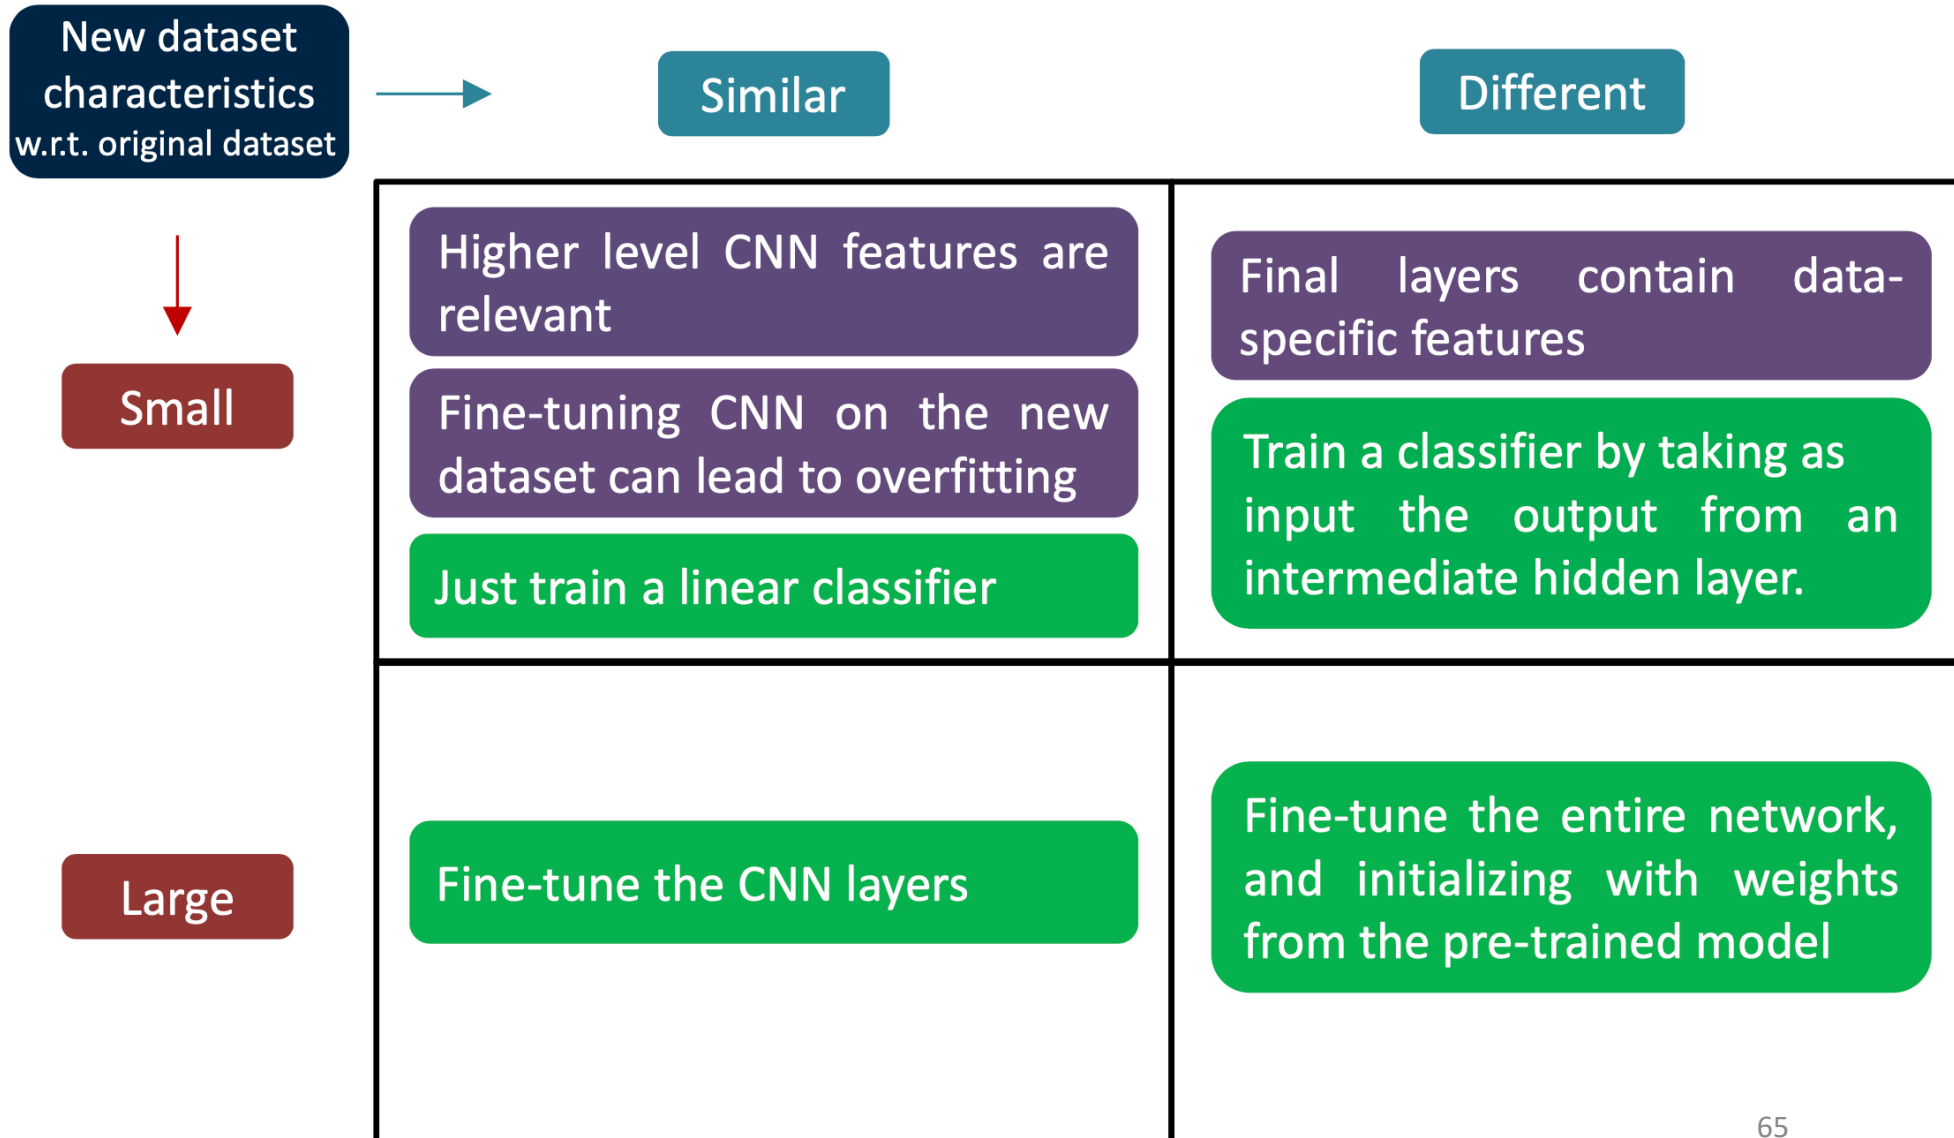 New dataset
characteristics
w.r.t. original dataset
Similar
Different
Small
Higher level CNN features are
relevant
Fine-tuning CNN on the new
dataset can lead to overfitting
Just train a linear classifier
Final layers contain data-
specific features
Train a classifier by taking as
input the output from an
intermediate hidden layer.
Large
Fine-tune the CNN layers
Fine-tune the entire network,
and initializing with weights
from the pre-trained model
65